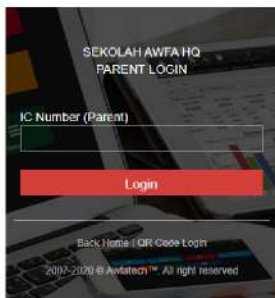 SEKOLAH AWFA HQ
PARENT LOGIN
IC Number (Parent)
Login
Back Home | QR Code Login
2007-2020 © Awfatech™. All right reserved